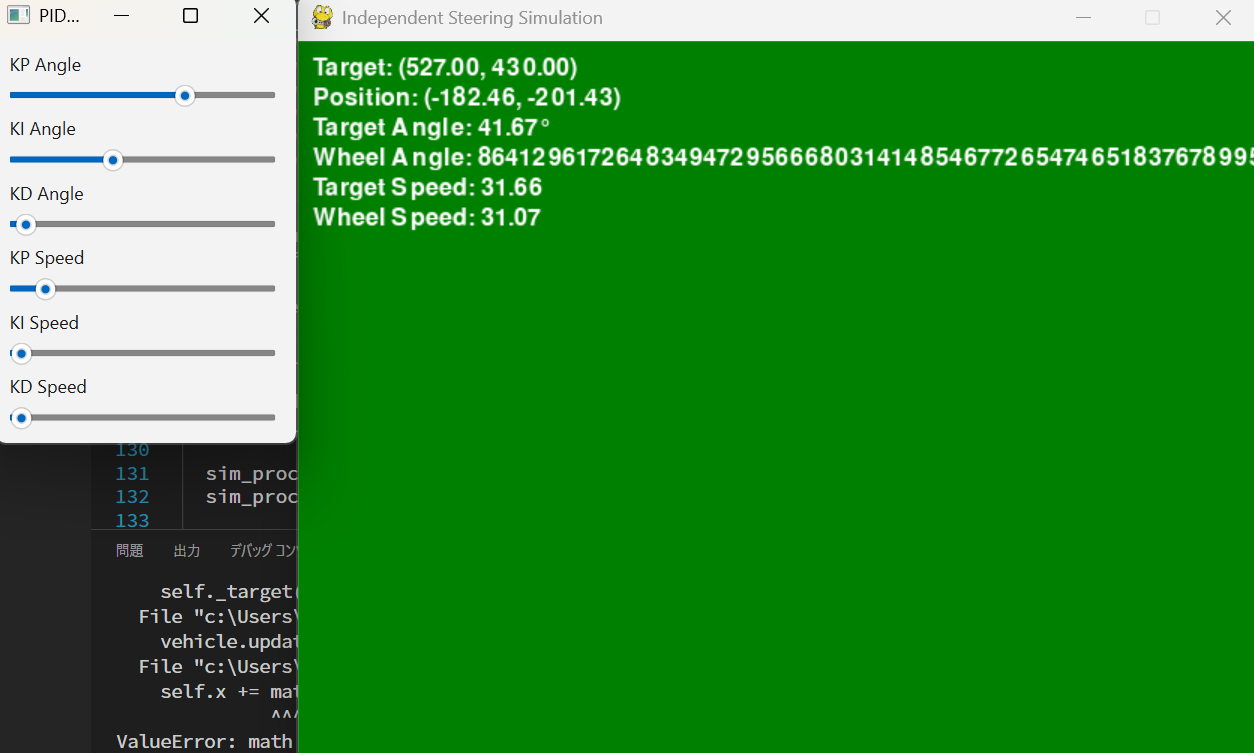 PID...
KP Angle
KI Angle
KD Angle
KP Speed
KI Speed
KD Speed
Independent Steering Simulation
Target: (527.00, 430.00)
Position: (-182.46, -201.43)
Target Angle: 41.67°
Wheel Angle: 864129617264834947295666803141485467726547465183767899
Target Speed: 31.66
Wheel Speed: 31.07
130
131 sim_proc
132 sim_proc
133
問題 出力 デバッグ コン
self._target(
File "c:\Users\
vehicle.updat
File "c:\Users\
self.x += mat
^^^
ValueError: math